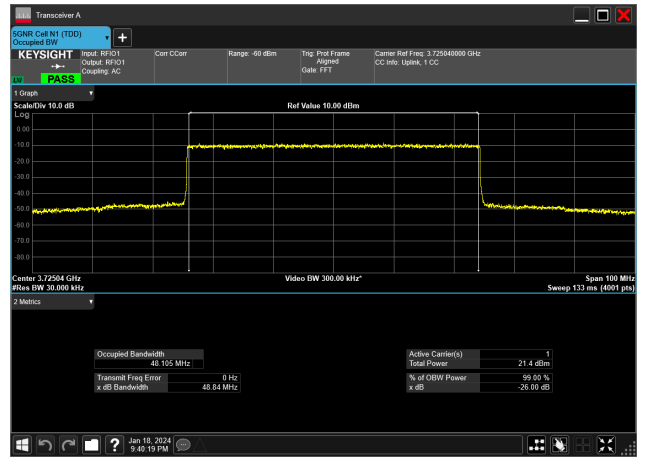 Transceiver A
5GNR Cell N1 (TDD)
Occupied BW
KEYSIGHT
LV PASS
Input: RFIO1
Output: RFIO1
Coupling: AC
Corr CCorr
Range: -60 dBm
Trig: Prot Frame
Aligned
Gate: FFT
Carrier Ref Freq: 3.725040000 GHz
CC Info: Uplink, 1 CC
1 Graph
Scale/Div 10.0 dB
Ref Value 10.00 dBm
Log
0.00
-10.0
-20.0
-30.0
-40.0
-50.0
-60.0
-70.0
-80.0
Center 3.72504 GHz
Video BW 300.00 kHz*
Span 100 MHz
#Res BW 30.000 kHz
Sweep 133 ms (4001 pts)
2 Metrics
Occupied Bandwidth
48.105 MHz
Transmit Freq Error 0 Hz
x dB Bandwidth 48.84 MHz
Active Carrier(s) 1
Total Power 21.4 dBm
% of OBW Power 99.00 %
x dB -26.00 dB
Jan 18, 2024
9:40:19 PM